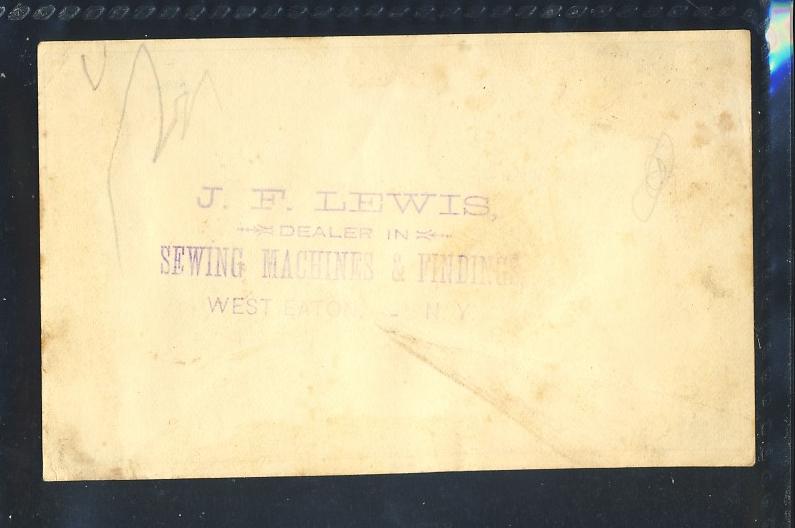 J. F. LEWIS,
DEALER IN
SEWING MACHINES & FINDINGS,
WEST EATON, - N. Y.